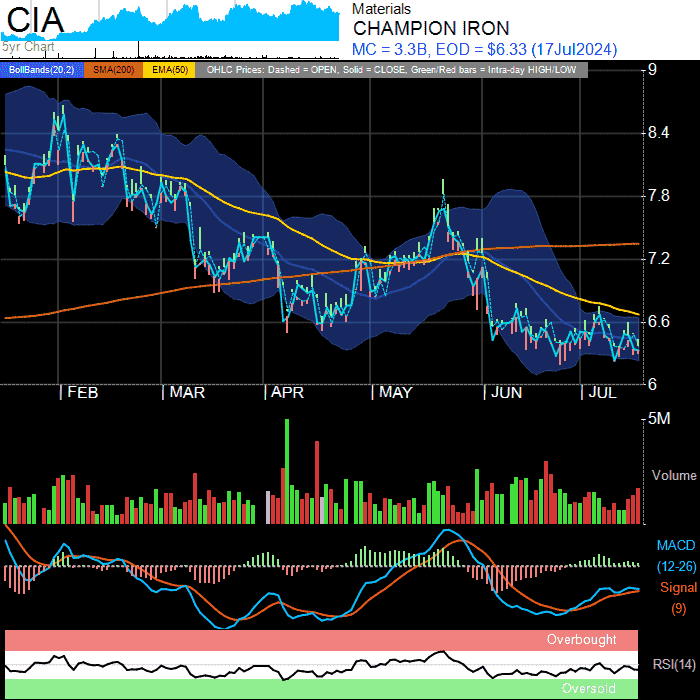 CIA
5yr Chart
Materials
CHAMPION IRON
MC = 3.3B, EOD = $6.33 (17Jul2024)
BollBands(20,2) SMA(200) EMA(50) OHLC Prices: Dashed = OPEN, Solid = CLOSE, Green/Red bars = Intra-day HIGH/LOW
9
8.4
7.8
7.2
6.6
6
FEB MAR APR MAY JUN JUL
5M
Volume
MACD
(12-26)
Signal
(9)
Overbought
RSI(14)
Oversold